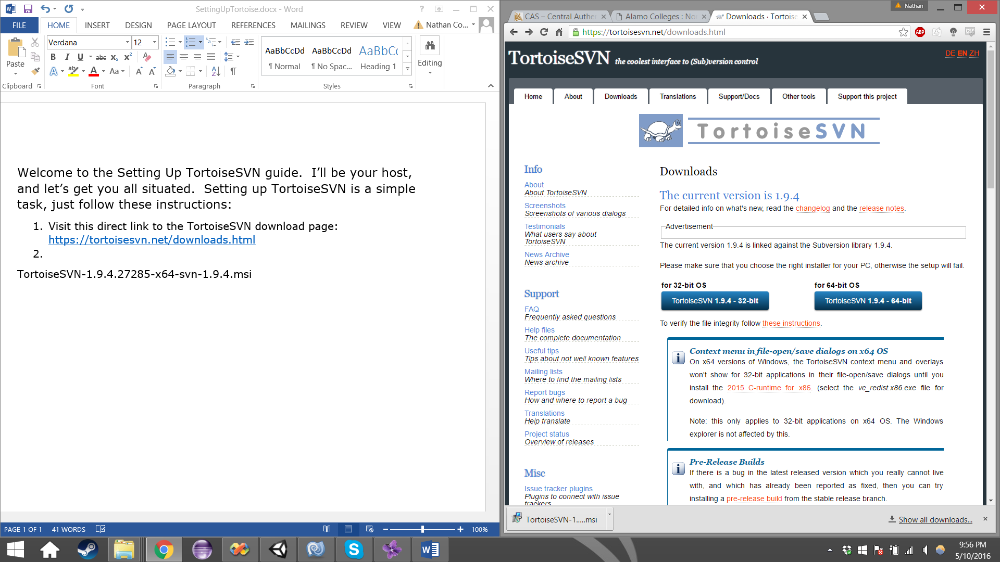 SettingUpTortoise.docx - Word
FILE HOME INSERT DESIGN PAGE LAYOUT REFERENCES MAILINGS REVIEW VIEW Nathan Co...
Verdana 12
Paste
AaBbCcDd AaBbCcDd AaBbCc
¶ Normal ¶ No Spac... Heading 1
Editing
Clipboard Font Paragraph Styles
Welcome to the Setting Up TortoiseSVN guide. I’ll be your host,
and let’s get you all situated. Setting up TortoiseSVN is a simple
task, just follow these instructions:
1. Visit this direct link to the TortoiseSVN download page:
https://tortoisesvn.net/downloads.html
2.
TortoiseSVN-1.9.4.27285-x64-svn-1.9.4.msi
PAGE 1 OF 1 41 WORDS 100%
Nathan
CAS – Central Authe Alamo Colleges : No Downloads · Tortoise
https://tortoisesvn.net/downloads.html
ABP
TortoiseSVN the coolest interface to (Sub)version control
DE EN ZH
Home About Downloads Translations Support/Docs Other tools Support this project
TortoiseSVN
Info
About
About TortoiseSVN
Screenshots
Screenshots of various dialogs
Testimonials
What users say about
TortoiseSVN
News Archive
News archive
Support
FAQ
Frequently asked questions
Help files
The complete documentation
Useful tips
Tips about not well known features
Mailing lists
Where to find the mailing lists
Report bugs
How and where to report a bug
Translations
Help translate
Project status
Overview of releases
Misc
Issue tracker plugins
Plugins to connect with issue
trackers
Downloads
The current version is 1.9.4
For detailed info on what's new, read the changelog and the release notes.
Advertisement
The current version 1.9.4 is linked against the Subversion library 1.9.4.
Please make sure that you choose the right installer for your PC, otherwise the setup will fail.
for 32-bit OS for 64-bit OS
TortoiseSVN 1.9.4 - 32-bit TortoiseSVN 1.9.4 - 64-bit
To verify the file integrity follow these instructions.
Context menu in file-open/save dialogs on x64 OS
On x64 versions of Windows, the TortoiseSVN context menu and overlays
won't show for 32-bit applications in their file-open/save dialogs until you
install the 2015 C-runtime for x86. (select the vc_redist.x86.exe file for
download).
Note: this only applies to 32-bit applications on x64 OS. The Windows
explorer is not affected by this.
Pre-Release Builds
If there is a bug in the latest released version which you really cannot live
with, and which has already been reported as fixed, then you can try
installing a pre-release build from the stable release branch.
TortoiseSVN-1.....msi
Show all downloads...
9:56 PM
5/10/2016